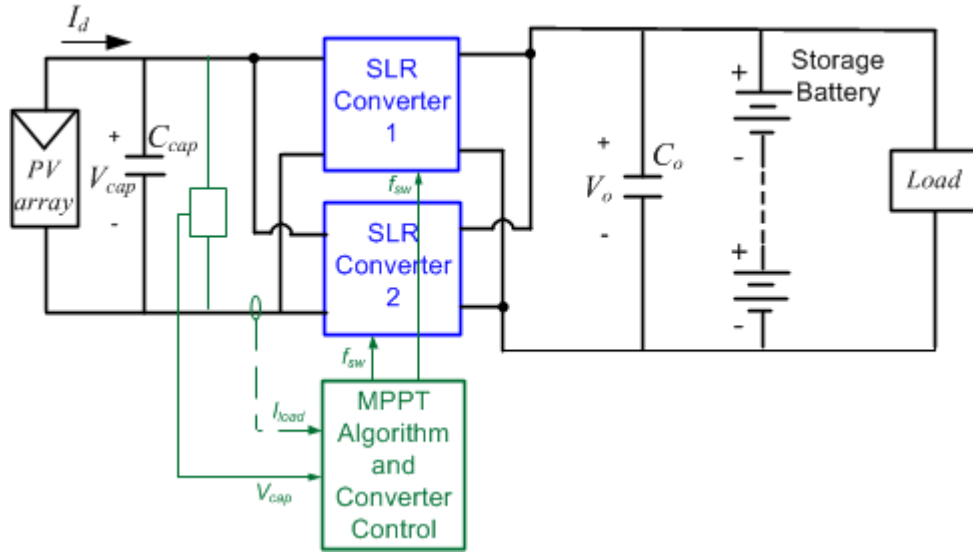 I_d
PV
array
+
V_cap
-
C_cap
SLR
Converter
1
f_sw
SLR
Converter
2
f_sw
I_load
V_cap
MPPT
Algorithm
and
Converter
Control
+
V_o
-
C_o
Storage
Battery
+
-
+
-
Load